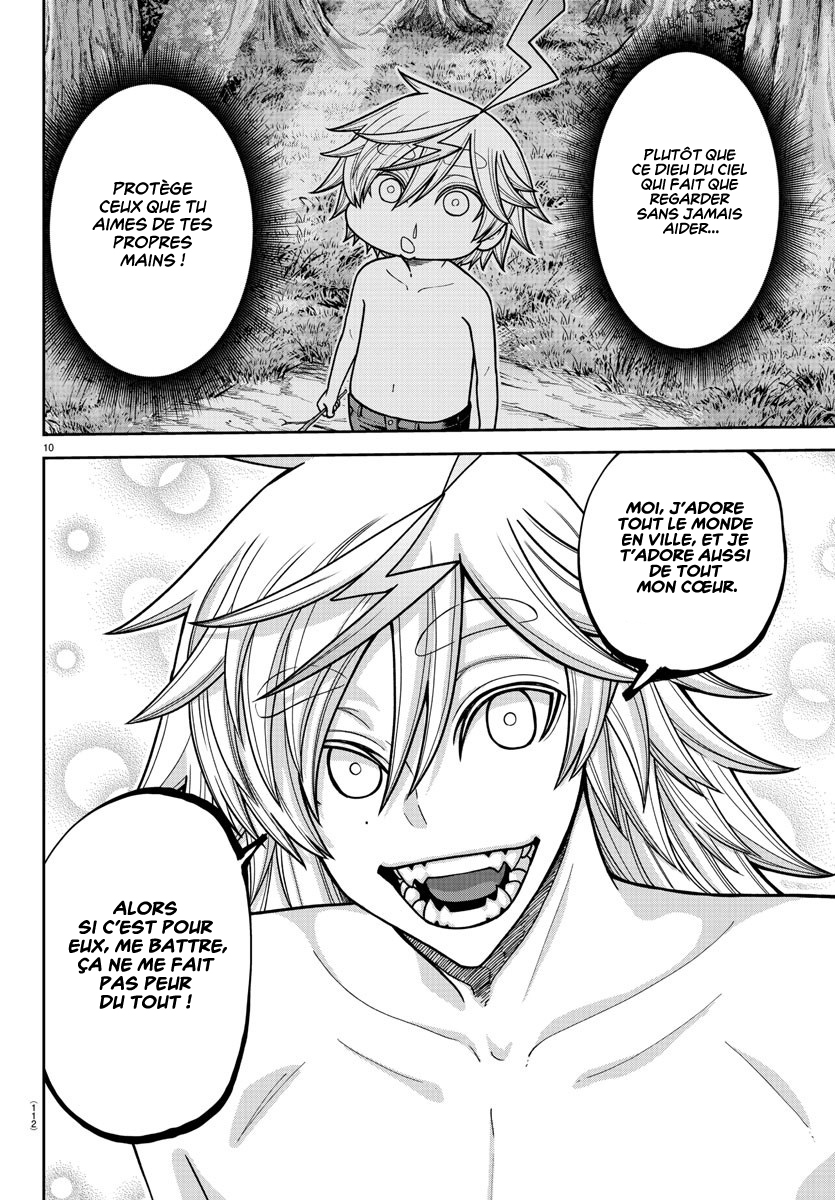 PLUTÔT QUE
CE DIEU DU CIEL
QUI FAIT QUE
REGARDER
SANS JAMAIS
AIDER...
PROTÈGE
CEUX QUE TU
AIMES DE TES
PROPRES
MAINS !
10
MOI, J'ADORE
TOUT LE MONDE
EN VILLE, ET JE
T'ADORE AUSSI
DE TOUT
MON CŒUR.
ALORS
SI C'EST POUR
EUX, ME BATTRE,
ÇA NE ME FAIT
PAS PEUR
DU TOUT !
(112)